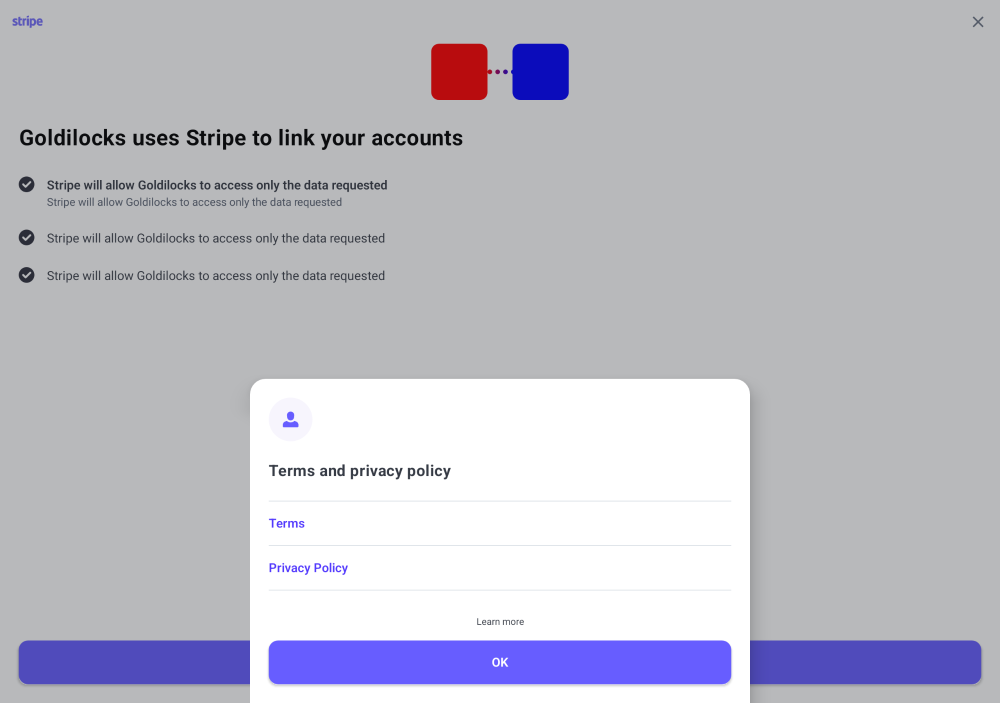 stripe
Goldilocks uses Stripe to link your accounts
Stripe will allow Goldilocks to access only the data requested
Stripe will allow Goldilocks to access only the data requested
Stripe will allow Goldilocks to access only the data requested
Stripe will allow Goldilocks to access only the data requested
Terms and privacy policy
Terms
Privacy Policy
Learn more
OK